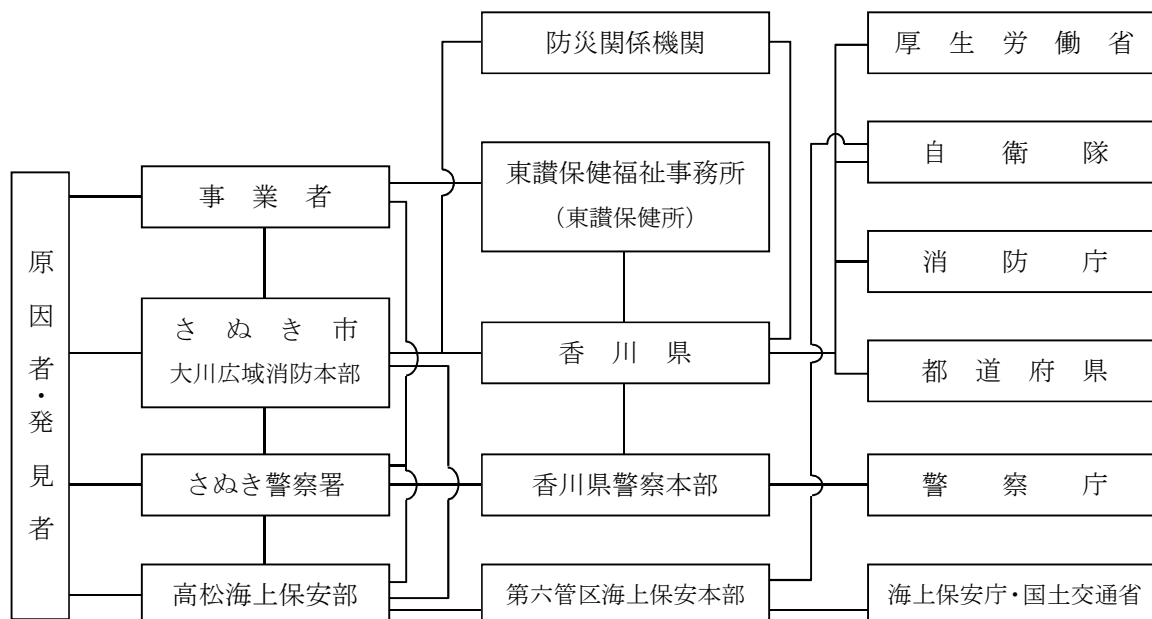 原因者・発見者
事業者
さぬき市
大川広域消防本部
さぬき警察署
高松海上保安部
防災関係機関
東讃保健福祉事務所
（東讃保健所）
香川県
香川県警察本部
第六管区海上保安本部
厚生労働省
自衛隊
消防庁
都道府県
警察庁
海上保安庁・国土交通省